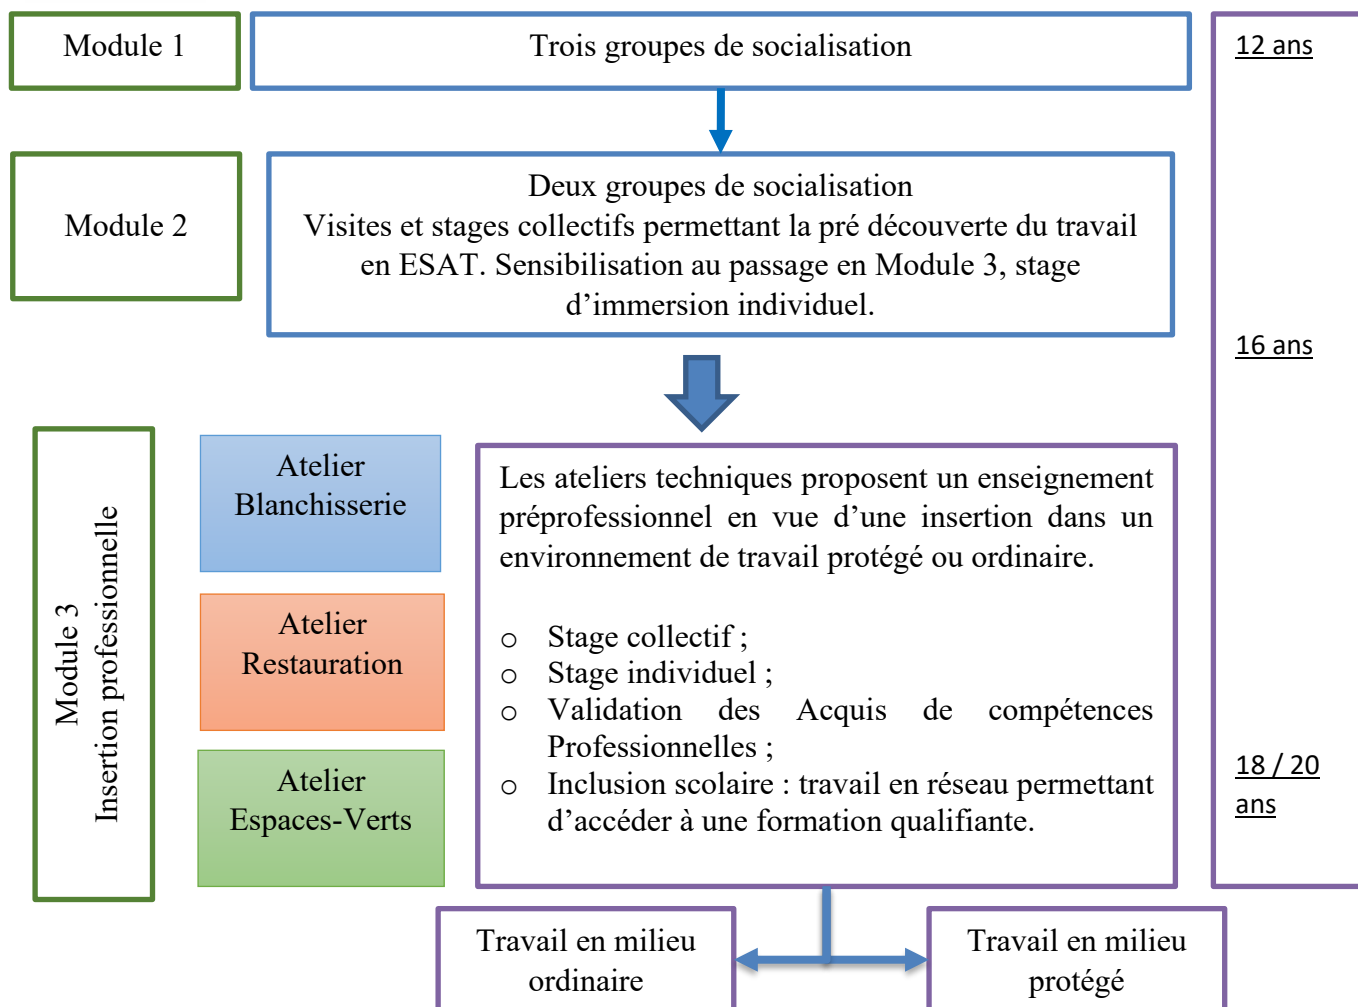 Module 1
Trois groupes de socialisation
12 ans
Module 2
Deux groupes de socialisation
Visites et stages collectifs permettant la pré découverte du travail
en ESAT. Sensibilisation au passage en Module 3, stage
d’immersion individuel.
16 ans
Module 3
Insertion professionnelle
Atelier
Blanchisserie
Atelier
Restauration
Atelier
Espaces-Verts
Les ateliers techniques proposent un enseignement
préprofessionnel en vue d’une insertion dans un
environnement de travail protégé ou ordinaire.
o Stage collectif ;
o Stage individuel ;
o Validation des Acquis de compétences
Professionnelles ;
o Inclusion scolaire : travail en réseau permettant
d’accéder à une formation qualifiante.
18 / 20
ans
Travail en milieu
ordinaire
Travail en milieu
protégé